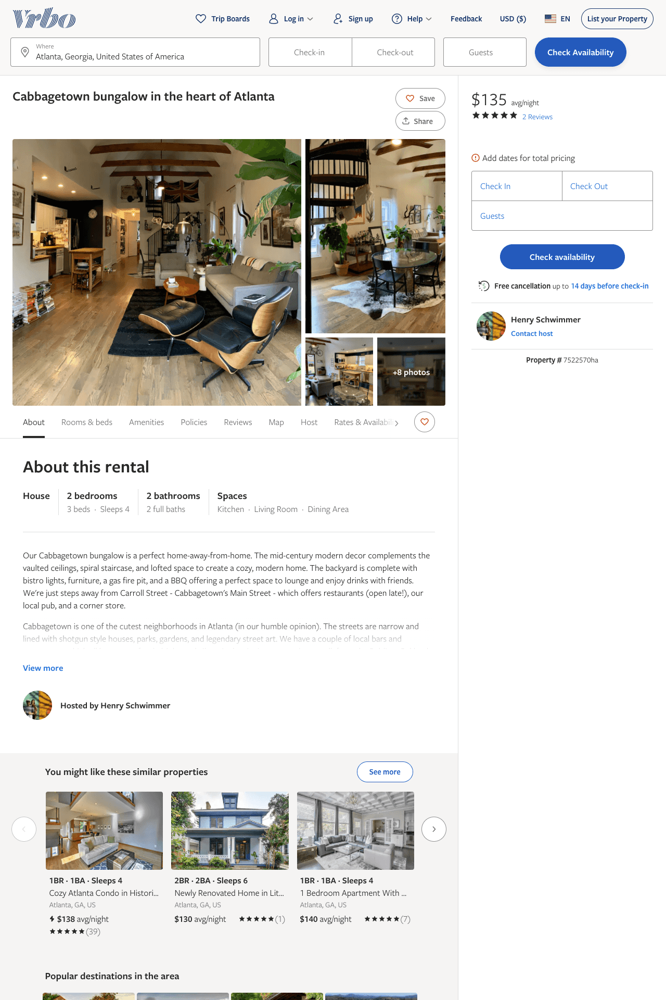 Vrbo
Trip Boards
Log in
Sign up
Help
Feedback
USD ($)
EN
List your Property
Where
Atlanta, Georgia, United States of America
Check-in
Check-out
Guests
Check Availability
Cabbagetown bungalow in the heart of Atlanta
Save
Share
+8 photos
About
Rooms & beds
Amenities
Policies
Reviews
Map
Host
Rates & Availabili
About this rental
House
2 bedrooms
3 beds · Sleeps 4
2 bathrooms
2 full baths
Spaces
Kitchen · Living Room · Dining Area
Our Cabbagetown bungalow is a perfect home-away-from-home. The mid-century modern decor complements the
vaulted ceilings, spiral staircase, and lofted space to create a cozy, modern home. The backyard is complete with
bistro lights, furniture, a gas fire pit, and a BBQ offering a perfect space to lounge and enjoy drinks with friends.
We're just steps away from Carroll Street - Cabbagetown's Main Street - which offers restaurants (open late!), our
local pub, and a corner store.
Cabbagetown is one of the cutest neighborhoods in Atlanta (in our humble opinion). The streets are narrow and
lined with shotgun style houses, parks, gardens, and legendary street art. We have a couple of local bars and
View more
Hosted by Henry Schwimmer
You might like these similar properties
See more
1BR · 1BA · Sleeps 4
Cozy Atlanta Condo in Histori...
Atlanta, GA, US
$138 avg/night
(39)
2BR · 2BA · Sleeps 6
Newly Renovated Home in Lit...
Atlanta, GA, US
$130 avg/night
(1)
1BR · 1BA · Sleeps 4
1 Bedroom Apartment With ...
Atlanta, GA, US
$140 avg/night
(7)
Popular destinations in the area
$135 avg/night
2 Reviews
Add dates for total pricing
Check In
Check Out
Guests
Check availability
Free cancellation up to 14 days before check-in
Henry Schwimmer
Contact host
Property # 7522570ha